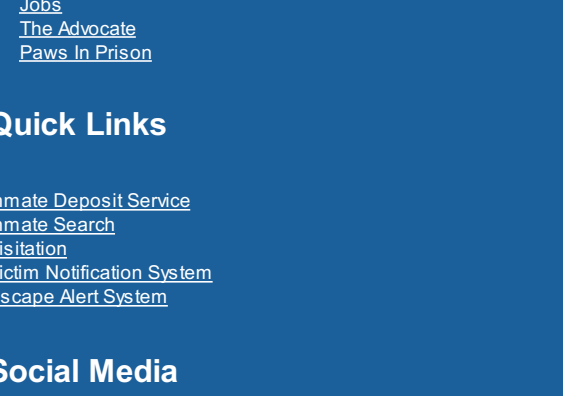 Jobs
The Advocate
Paws In Prison
Quick Links
nmate Deposit Service
nmate Search
isitation
ictim Notification System
scape Alert System
Social Media